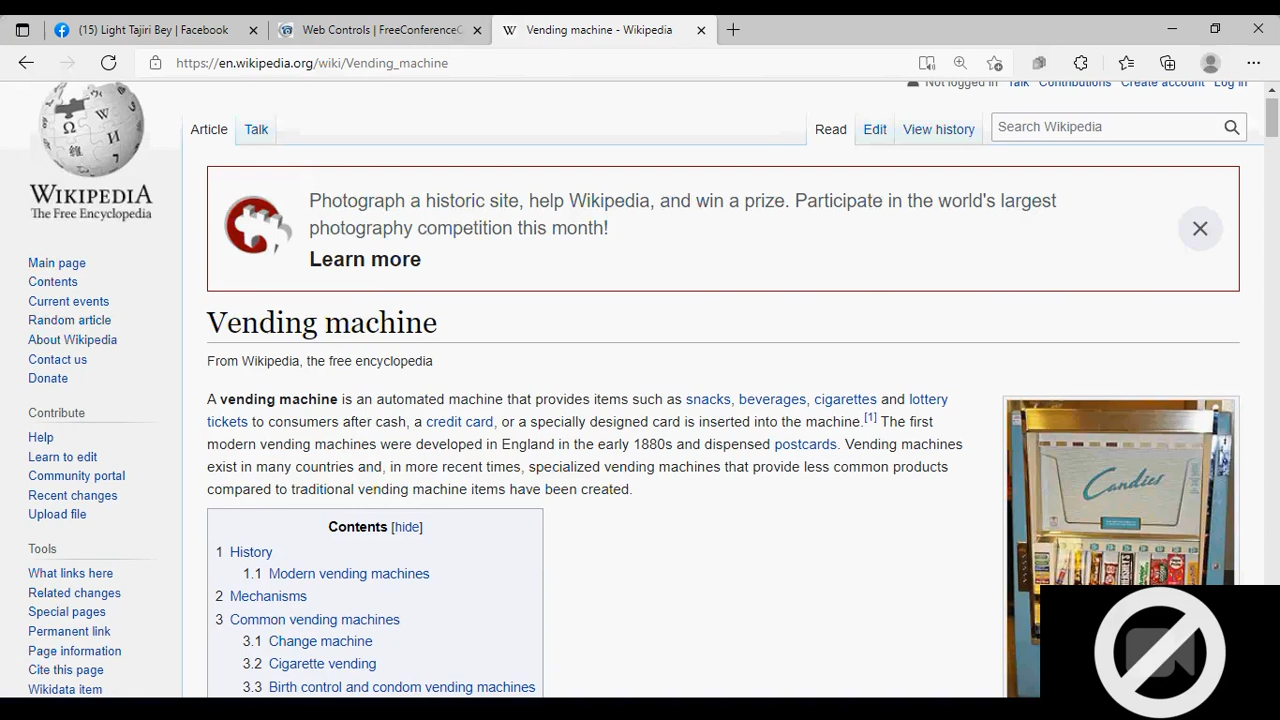 (15) Light Tajiri Bey | Facebook
Web Controls | FreeConferenceC
Vending machine - Wikipedia
https://en.wikipedia.org/wiki/Vending_machine
Not logged in Talk Contributions Create account Log in
Article Talk Read Edit View history Search Wikipedia
WIKIPEDIA
The Free Encyclopedia
Photograph a historic site, help Wikipedia, and win a prize. Participate in the world's largest
photography competition this month!
Learn more
Main page
Contents
Current events
Random article
About Wikipedia
Contact us
Donate
Contribute
Help
Learn to edit
Community portal
Recent changes
Upload file
Tools
What links here
Related changes
Special pages
Permanent link
Page information
Cite this page
Wikidata item
Vending machine
From Wikipedia, the free encyclopedia
A vending machine is an automated machine that provides items such as snacks, beverages, cigarettes and lottery
tickets to consumers after cash, a credit card, or a specially designed card is inserted into the machine.[1] The first
modern vending machines were developed in England in the early 1880s and dispensed postcards. Vending machines
exist in many countries and, in more recent times, specialized vending machines that provide less common products
compared to traditional vending machine items have been created.
Contents [hide]
1 History
1.1 Modern vending machines
2 Mechanisms
3 Common vending machines
3.1 Change machine
3.2 Cigarette vending
3.3 Birth control and condom vending machines
Candies